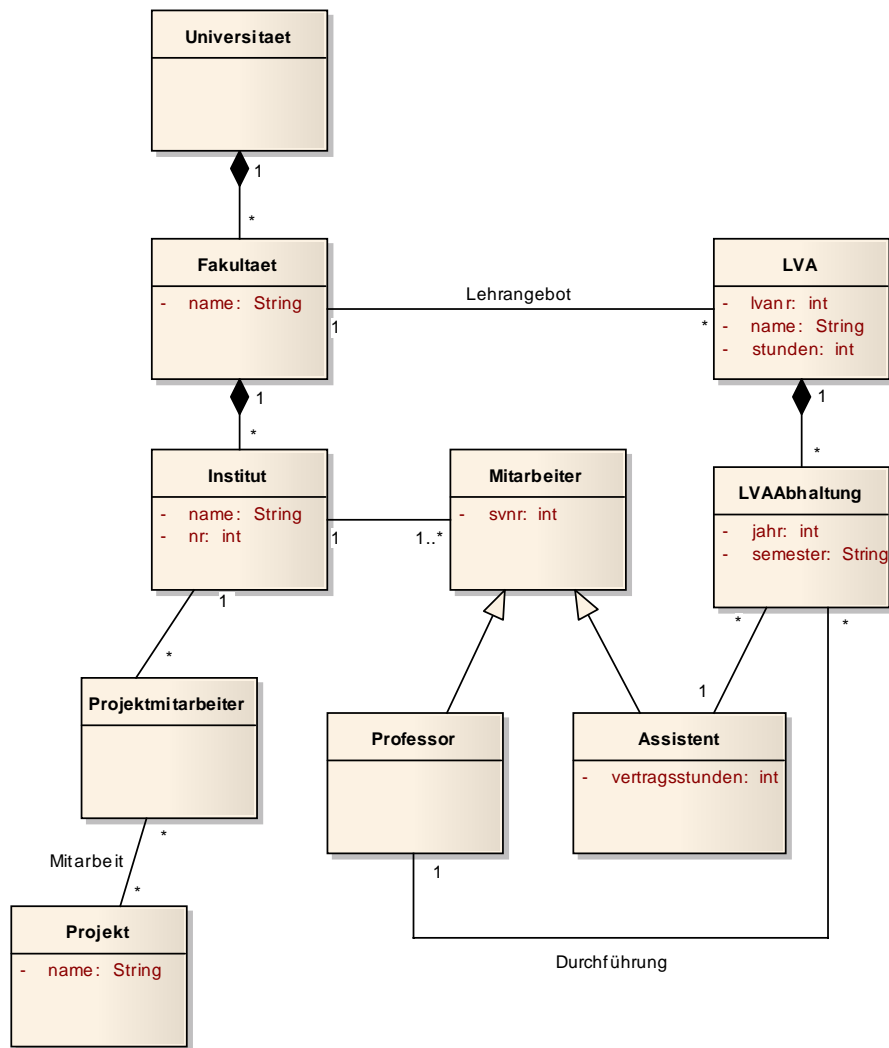 Universitaet
1
*
Fakultaet
- name: String
Lehrangebot
1
*
LVA
- lvanr: int
- name: String
- stunden: int
1
*
1
*
Institut
- name: String
- nr: int
1
1..*
Mitarbeiter
- svnr: int
LVAAbhaltung
- jahr: int
- semester: String
1
*
*
*
1
Projektmitarbeiter
Professor
Assistent
- vertragsstunden: int
*
Mitarbeit
*
1
Projekt
- name: String
Durchführung